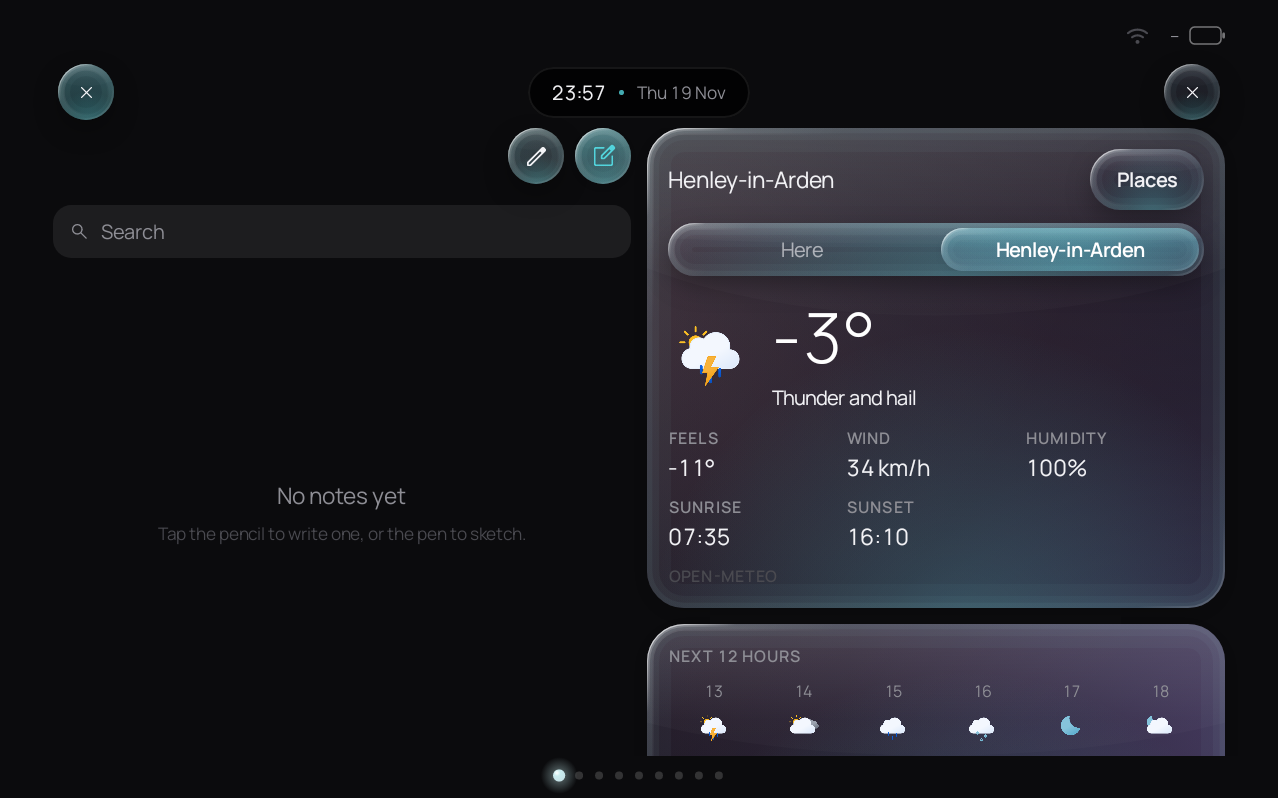 –
23:57 • Thu 19 Nov
Search
No notes yet
Tap the pencil to write one, or the pen to sketch.
Henley-in-Arden
Places
Here
Henley-in-Arden
-3°
Thunder and hail
FEELS WIND HUMIDITY
-11° 34 km/h 100%
SUNRISE SUNSET
07:35 16:10
OPEN-METEO
NEXT 12 HOURS
13 14 15 16 17 18